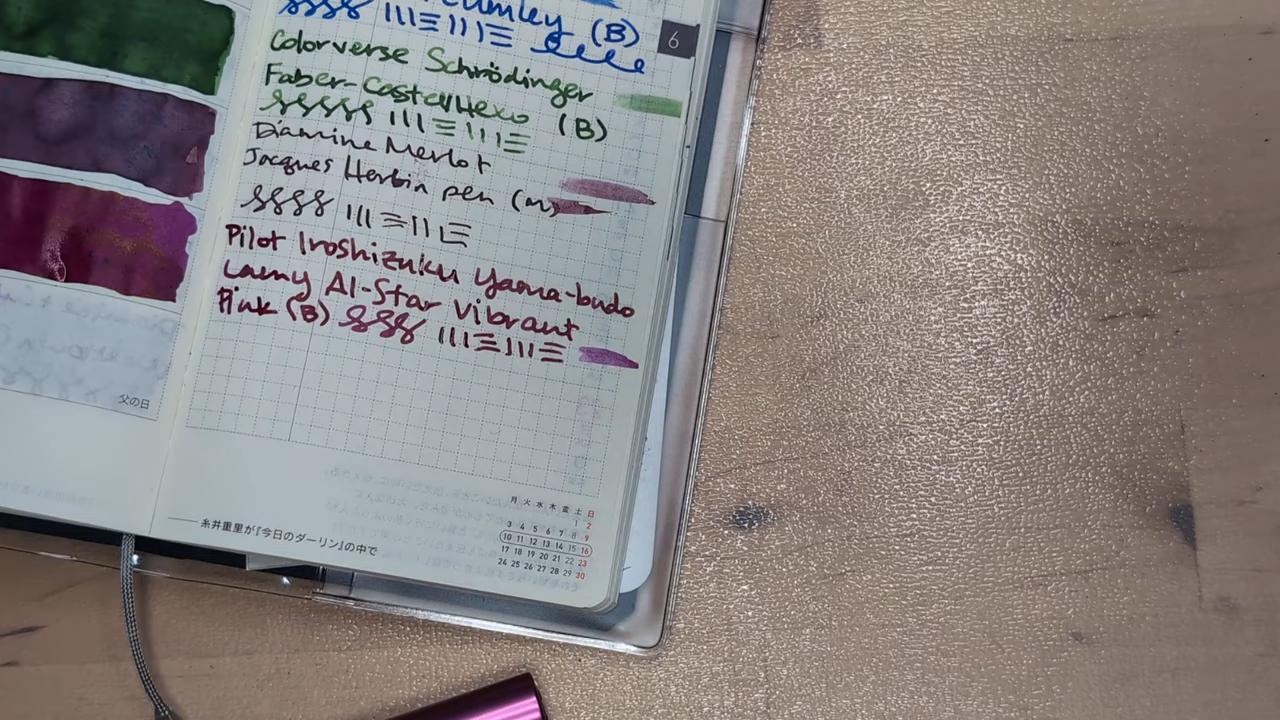 (B)
6
Colorverse Schrödinger
Faber-Castell Hexo (B)
Diamine Merlot
Jacques Herbin pen (m)
Pilot Iroshizuku Yama-budo
Lamy Al-Star Vibrant
Pink (B)
父の日
月 火 水 木 金 土 日
1 2
3 4 5 6 7 8 9
10 11 12 13 14 15 16
17 18 19 20 21 22 23
24 25 26 27 28 29 30
――糸井重里が『今日のダーリン』の中で